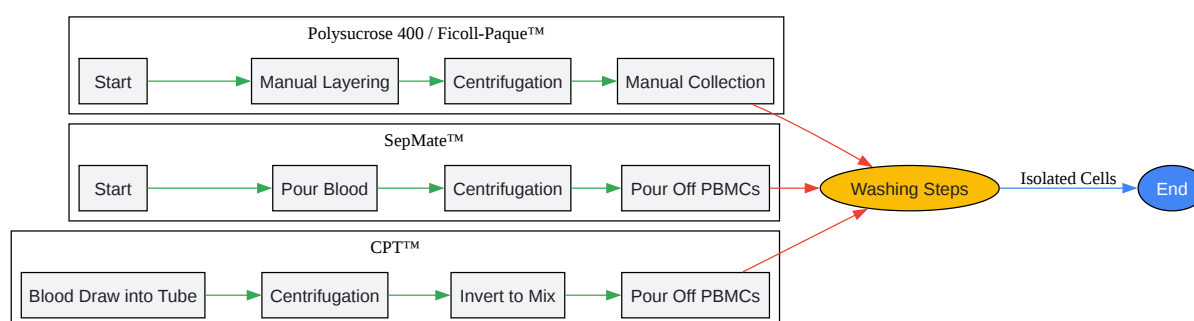 Polysucrose 400 / Ficoll-Paque™
Start
Manual Layering
Centrifugation
Manual Collection
SepMate™
Start
Pour Blood
Centrifugation
Pour Off PBMCs
Washing Steps
Isolated Cells
End
CPT™
Blood Draw into Tube
Centrifugation
Invert to Mix
Pour Off PBMCs